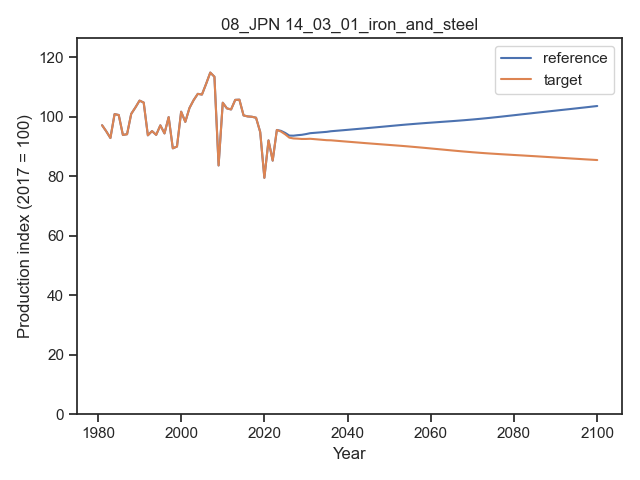 08_JPN 14_03_01_iron_and_steel
reference
target
Production index (2017 = 100)
120
100
80
60
40
20
0
1980
2000
2020
2040
2060
2080
2100
Year